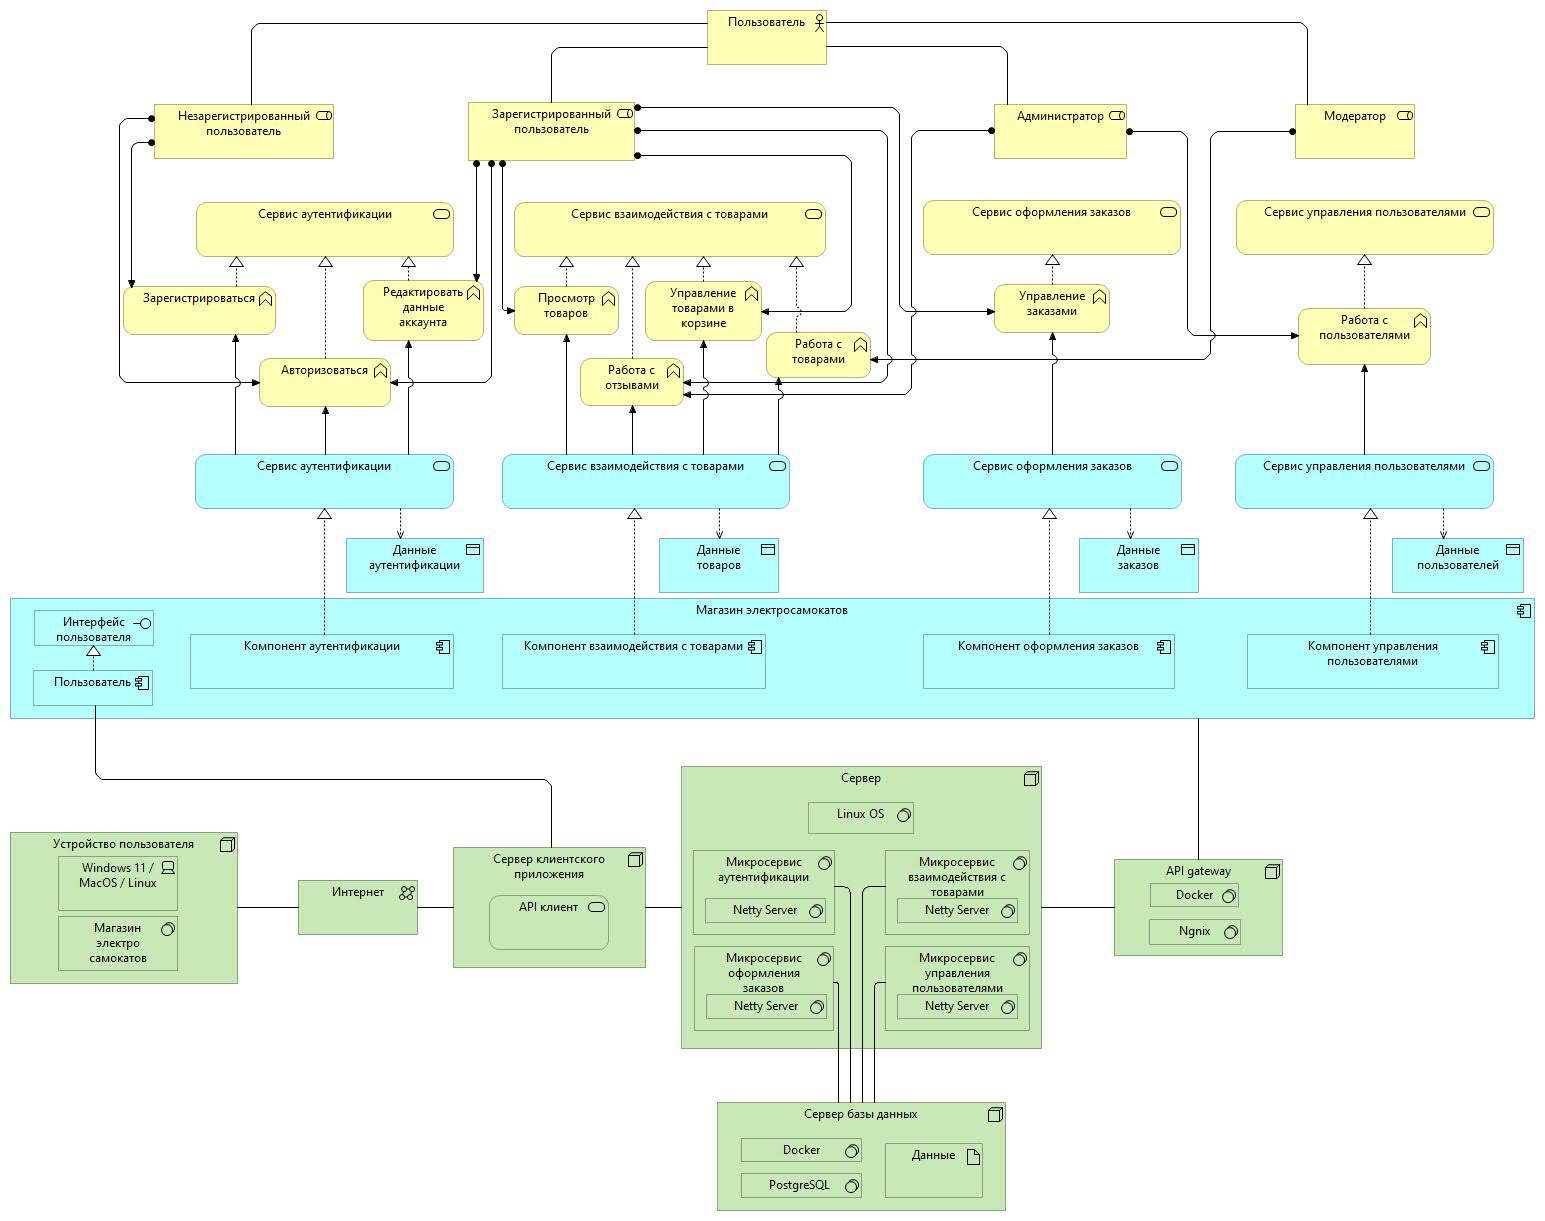 Пользователь
Незарегистрированный
пользователь
Зарегистрированный
пользователь
Администратор
Модератор
Сервис аутентификации
Сервис взаимодействия с товарами
Сервис оформления заказов
Сервис управления пользователями
Зарегистрироваться
Редактировать
данные
аккаунта
Просмотр
товаров
Управление
товарами в
корзине
Управление
заказами
Работа с
пользователями
Авторизоваться
Работа с
отзывами
Работа с
товарами
Сервис аутентификации
Сервис взаимодействия с товарами
Сервис оформления заказов
Сервис управления пользователями
Данные
аутентификации
Данные
товаров
Данные
заказов
Данные
пользователей
Магазин электросамокатов
Интерфейс
пользователя
Пользователь
Компонент аутентификации
Компонент взаимодействия с товарами
Компонент оформления заказов
Компонент управления
пользователями
Устройство пользователя
Windows 11 /
MacOS / Linux
Магазин
электро
самокатов
Интернет
Сервер клиентского
приложения
API клиент
Сервер
Linux OS
Микросервис
аутентификации
Netty Server
Микросервис
взаимодействия с
товарами
Netty Server
Микросервис
оформления
заказов
Netty Server
Микросервис
управления
пользователями
Netty Server
API gateway
Docker
Ngnix
Сервер базы данных
Docker
PostgreSQL
Данные